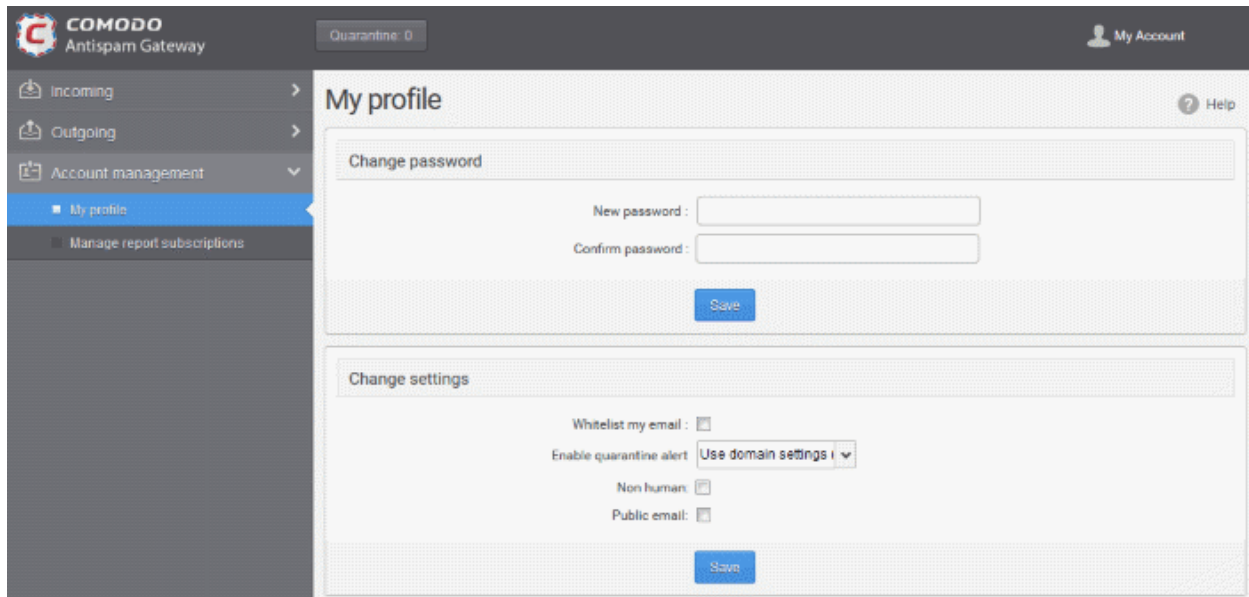 COMODO
Antispam Gateway
Quarantine: 0
My Account
Incoming
Outgoing
Account management
My profile
Manage report subscriptions
My profile
Help
Change password
New password :
Confirm password :
Save
Change settings
Whitelist my email :
Enable quarantine alert
Use domain settings (
Non human:
Public email:
Save